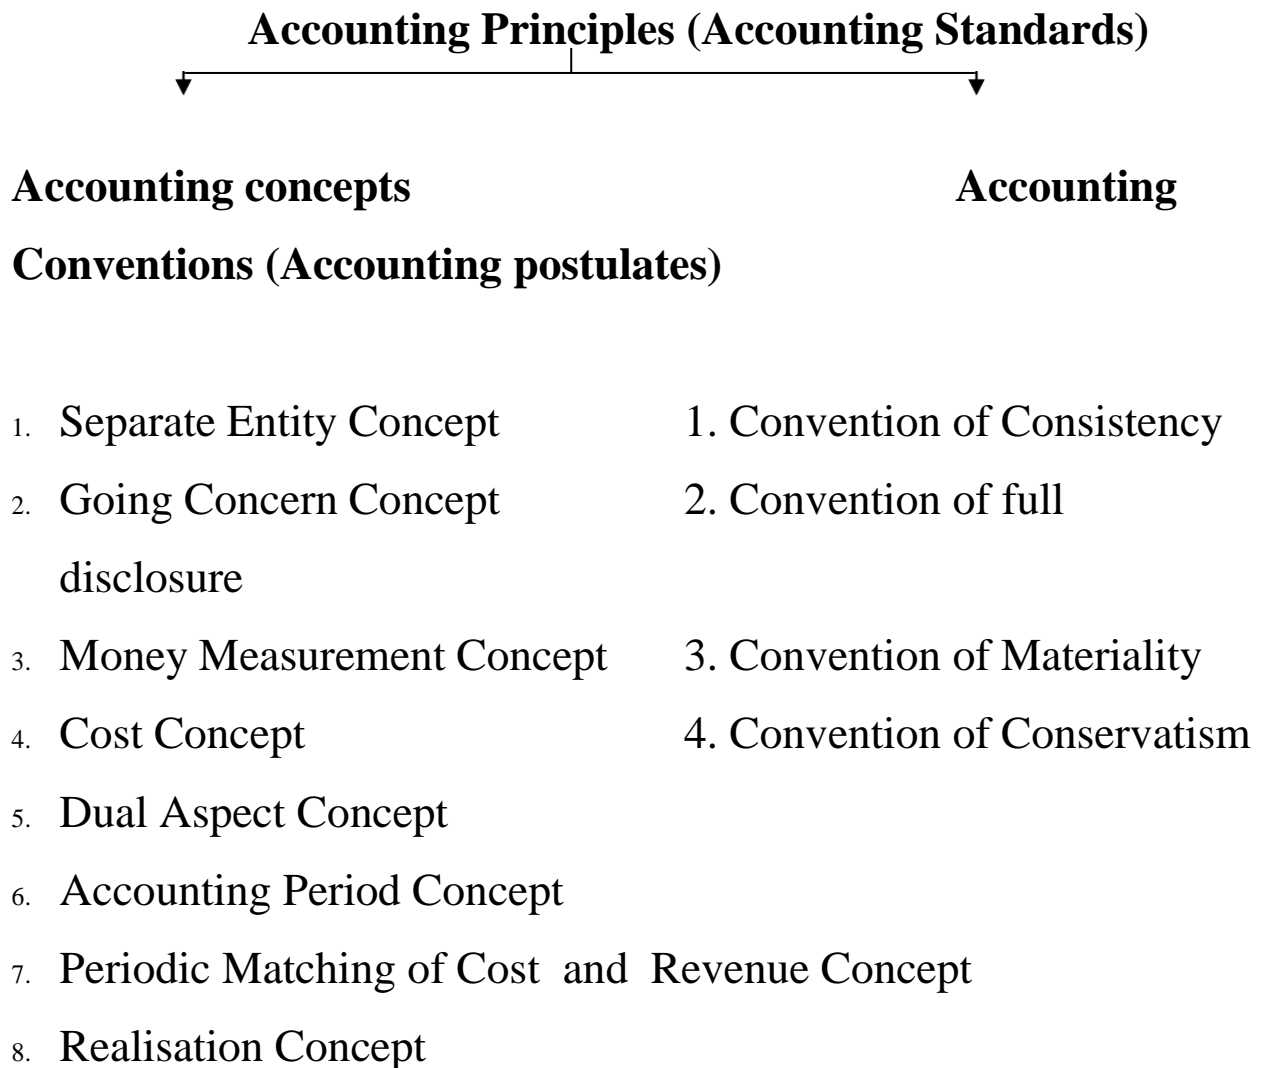 Accounting Principles (Accounting Standards)
Accounting concepts Accounting
Conventions (Accounting postulates)
1. Separate Entity Concept 1. Convention of Consistency
2. Going Concern Concept 2. Convention of full
disclosure
3. Money Measurement Concept 3. Convention of Materiality
4. Cost Concept 4. Convention of Conservatism
5. Dual Aspect Concept
6. Accounting Period Concept
7. Periodic Matching of Cost and Revenue Concept
8. Realisation Concept